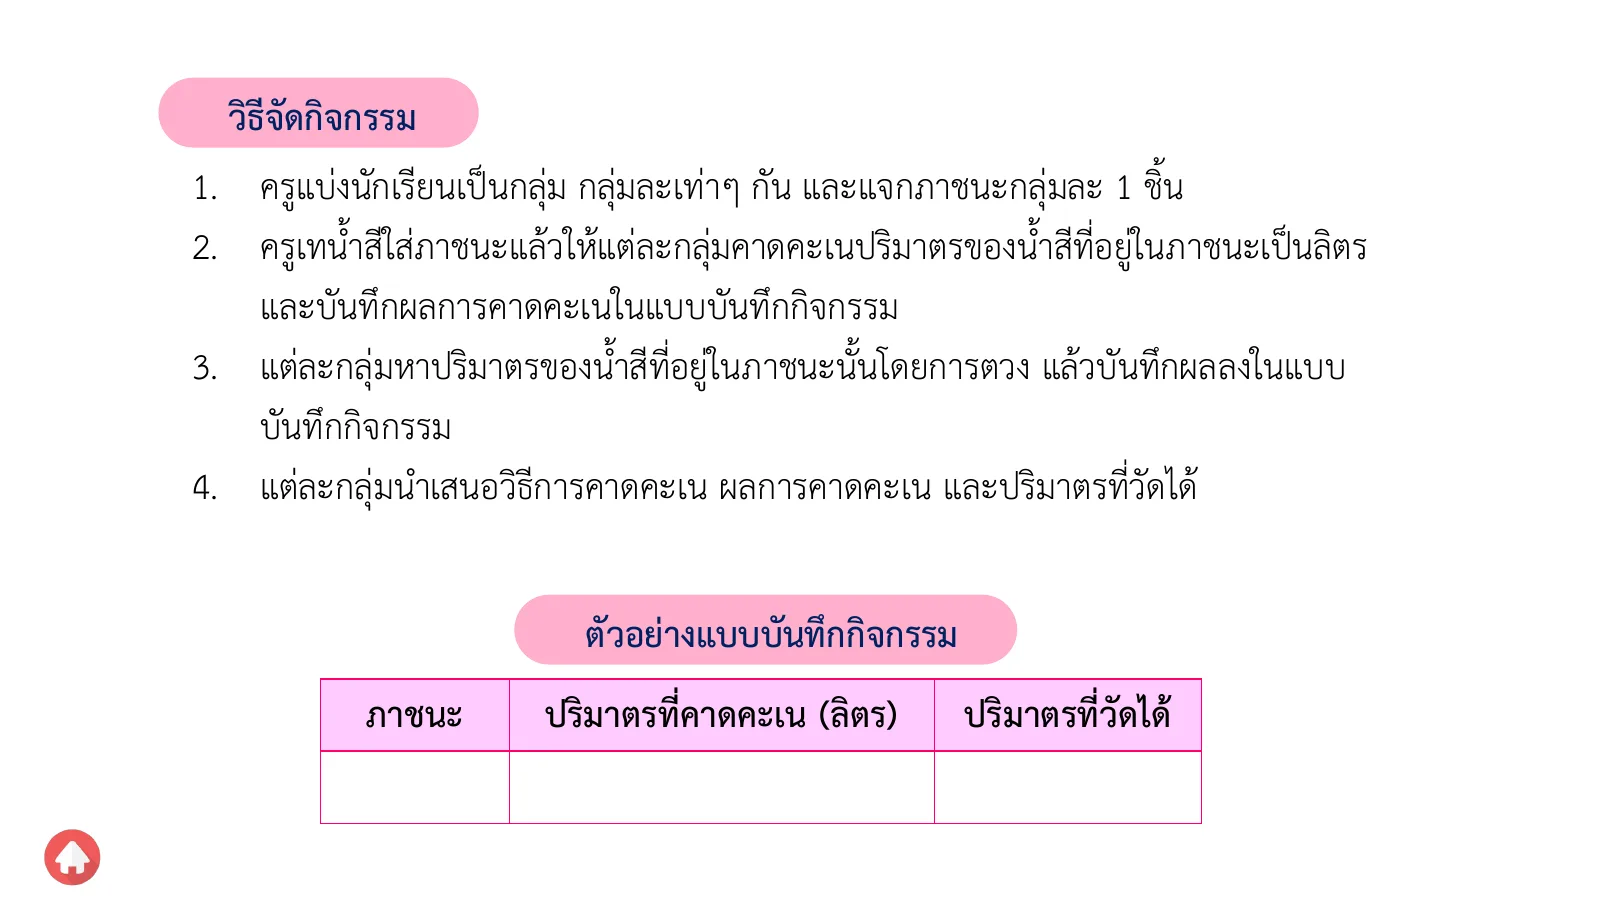 วิธีจัดกิจกรรม
1. ครูแบ่งนักเรียนเป็นกลุ่ม กลุ่มละเท่าๆ กัน และแจกภาชนะกลุ่มละ 1 ชิ้น
2. ครูเทน้ำสีใส่ภาชนะแล้วให้แต่ละกลุ่มคาดคะเนปริมาตรของน้ำสีที่อยู่ในภาชนะเป็นลิตร
และบันทึกผลการคาดคะเนในแบบบันทึกกิจกรรม
3. แต่ละกลุ่มหาปริมาตรของน้ำสีที่อยู่ในภาชนะนั้นโดยการตวง แล้วบันทึกผลลงในแบบ
บันทึกกิจกรรม
4. แต่ละกลุ่มนำเสนอวิธีการคาดคะเน ผลการคาดคะเน และปริมาตรที่วัดได้
ตัวอย่างแบบบันทึกกิจกรรม
ภาชนะ ปริมาตรที่คาดคะเน (ลิตร) ปริมาตรที่วัดได้